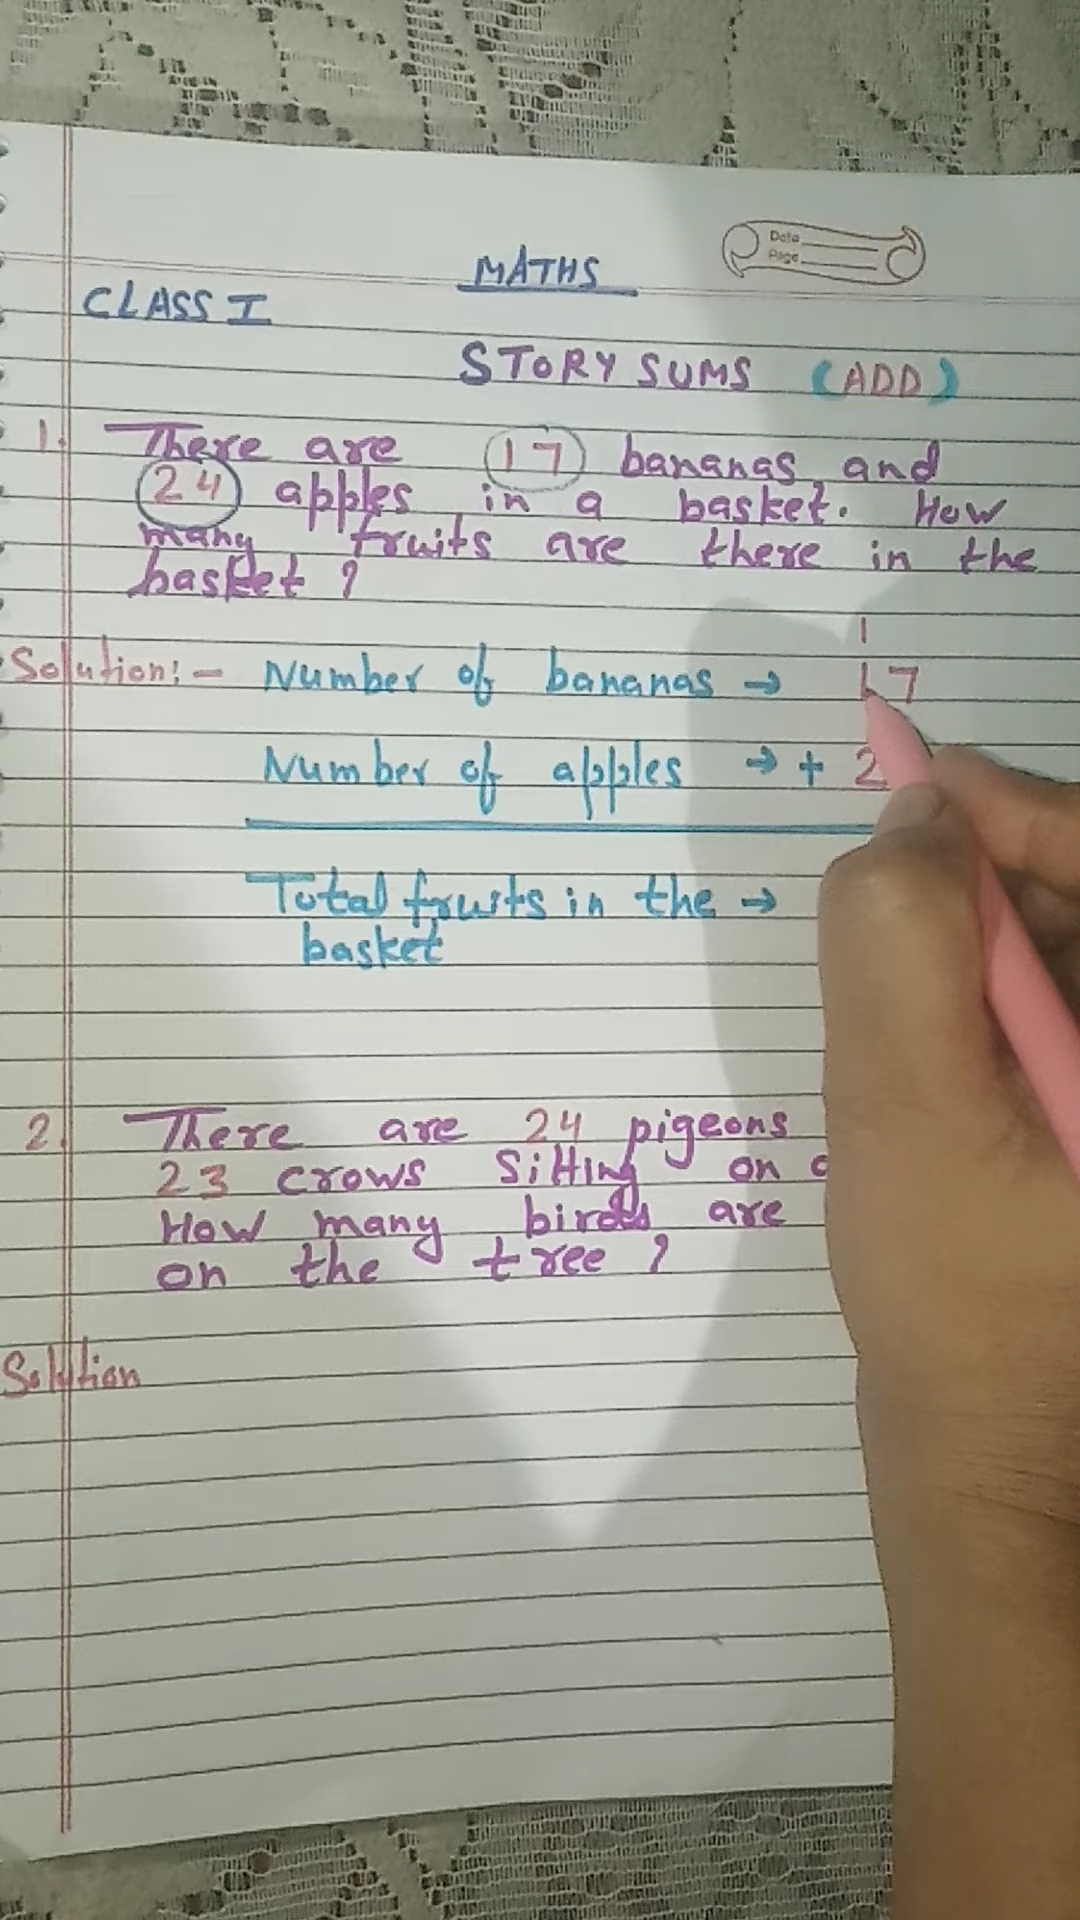 Date
Page
MATHS
CLASS I
STORY SUMS (ADD)
1. There are 17 bananas and
24 apples in a basket. How
many fruits are there in the
basket ?
1
Solution:- Number of bananas → 17
Number of apples → + 2
Total fruits in the →
basket
2. There are 24 pigeons
23 crows sitting on
How many birds are
on the tree ?
Solution